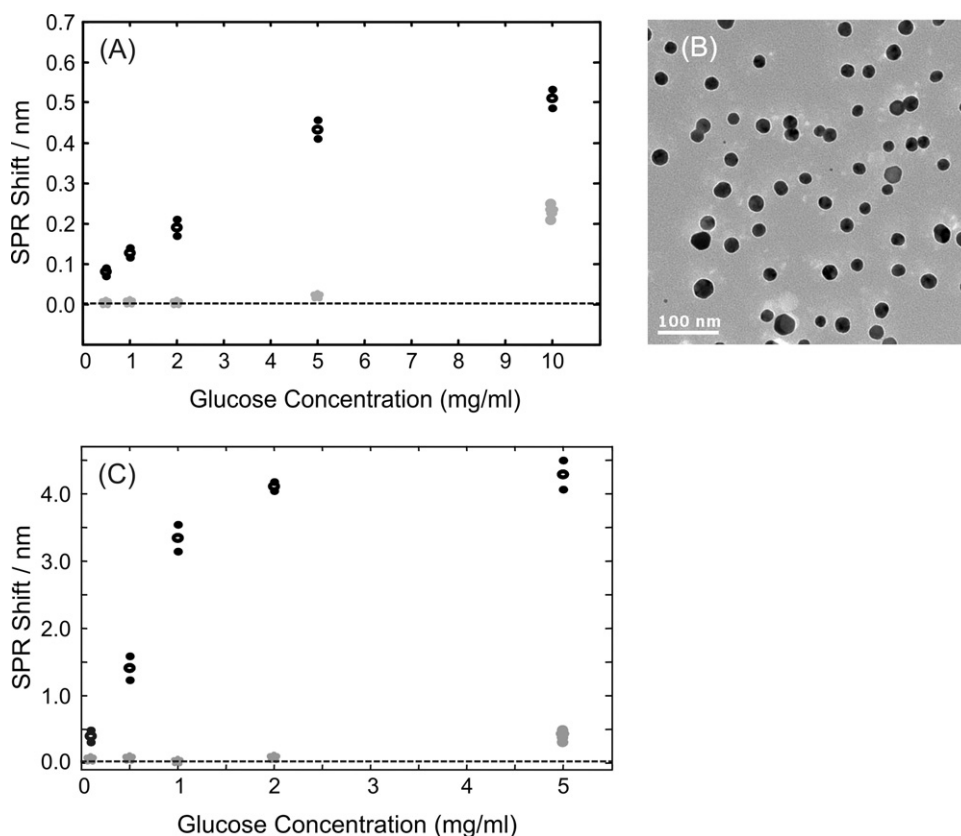 (A)
SPR Shift / nm
0.7
0.6
0.5
0.4
0.3
0.2
0.1
0.0
0 1 2 3 4 5 6 7 8 9 10
Glucose Concentration (mg/ml)
(B)
100 nm
(C)
SPR Shift / nm
4.0
3.0
2.0
1.0
0.0
0 1 2 3 4 5
Glucose Concentration (mg/ml)